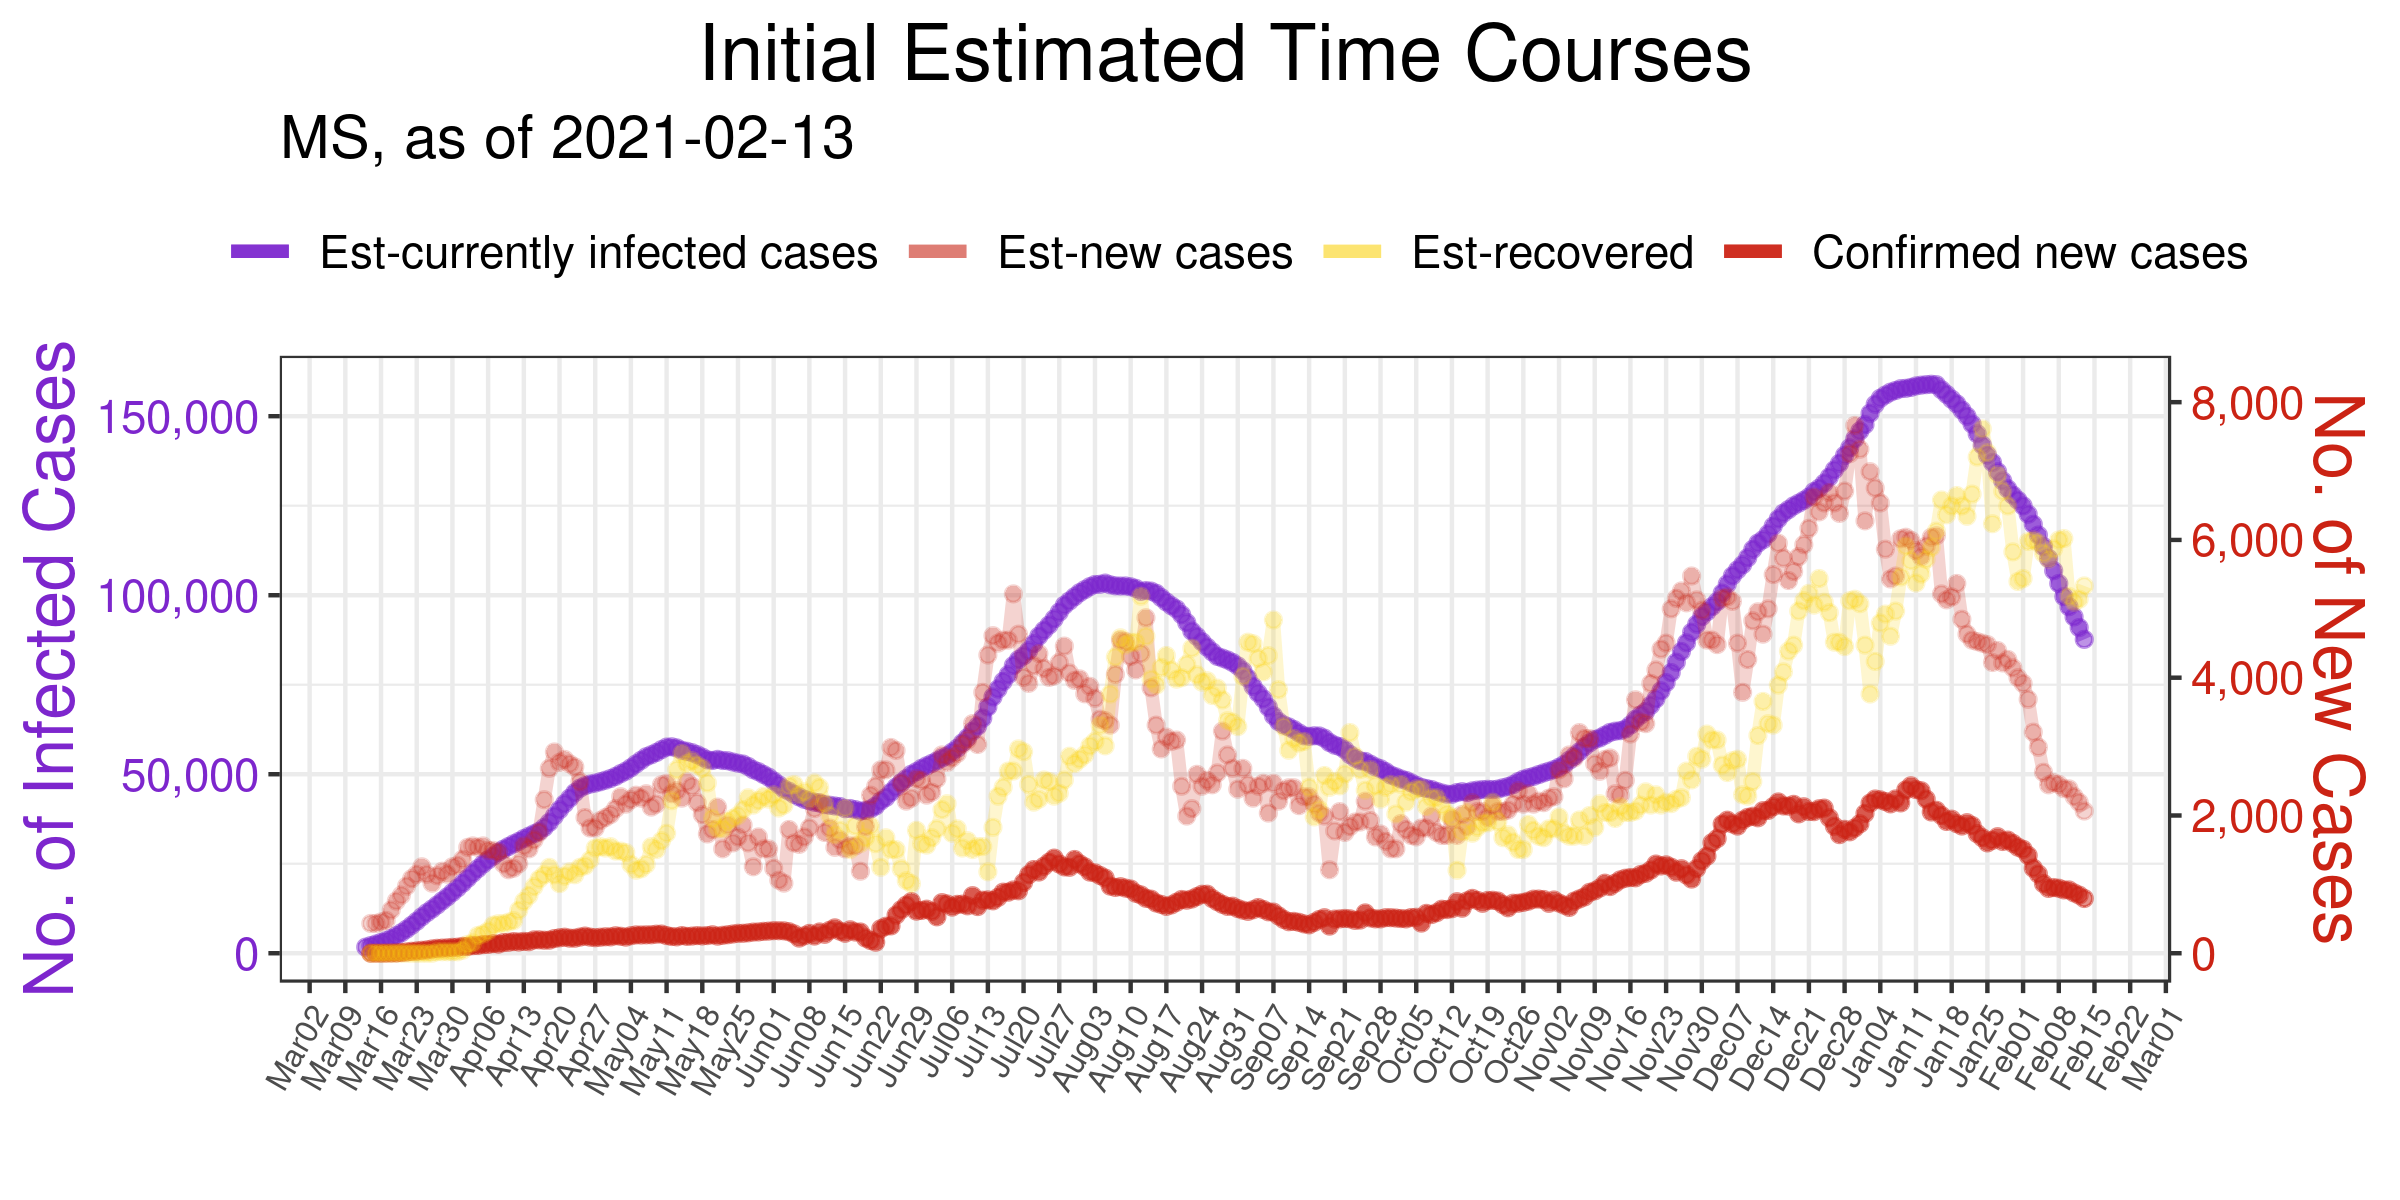 Initial Estimated Time Courses
MS, as of 2021-02-13
Est-currently infected cases
Est-new cases
Est-recovered
Confirmed new cases
No. of Infected Cases
150,000
100,000
50,000
0
8,000
6,000
4,000
2,000
0
No. of New Cases
Mar02
Mar09
Mar16
Mar23
Mar30
Apr06
Apr13
Apr20
Apr27
May04
May11
May18
May25
Jun01
Jun08
Jun15
Jun22
Jun29
Jul06
Jul13
Jul20
Jul27
Aug03
Aug10
Aug17
Aug24
Aug31
Sep07
Sep14
Sep21
Sep28
Oct05
Oct12
Oct19
Oct26
Nov02
Nov09
Nov16
Nov23
Nov30
Dec07
Dec14
Dec21
Dec28
Jan04
Jan11
Jan18
Jan25
Feb01
Feb08
Feb15
Feb22
Mar01